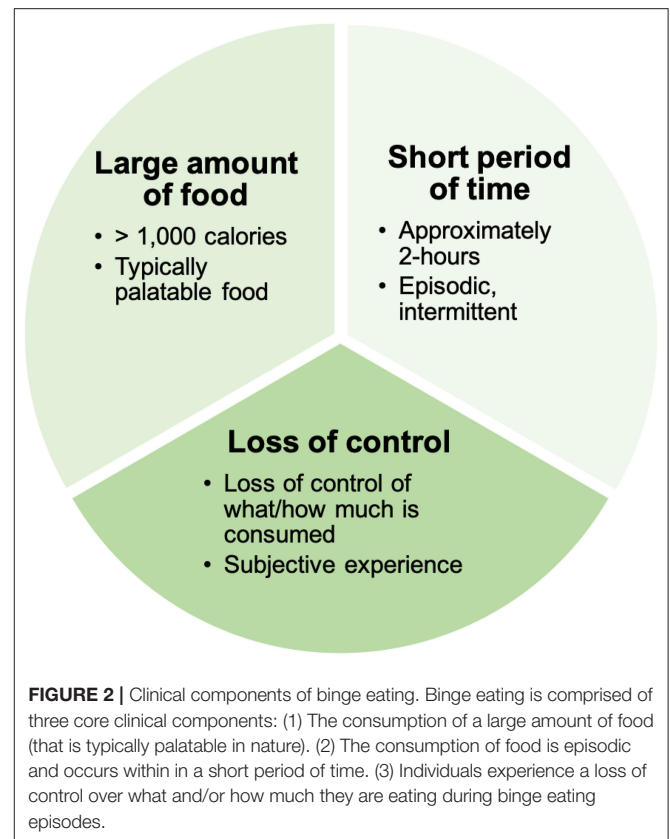 Large amount
of food
• > 1,000 calories
• Typically
palatable food
Short period
of time
• Approximately
2-hours
• Episodic,
intermittent
Loss of control
• Loss of control of
what/how much is
consumed
• Subjective experience
FIGURE 2 | Clinical components of binge eating. Binge eating is comprised of
three core clinical components: (1) The consumption of a large amount of food
(that is typically palatable in nature). (2) The consumption of food is episodic
and occurs within in a short period of time. (3) Individuals experience a loss of
control over what and/or how much they are eating during binge eating
episodes.